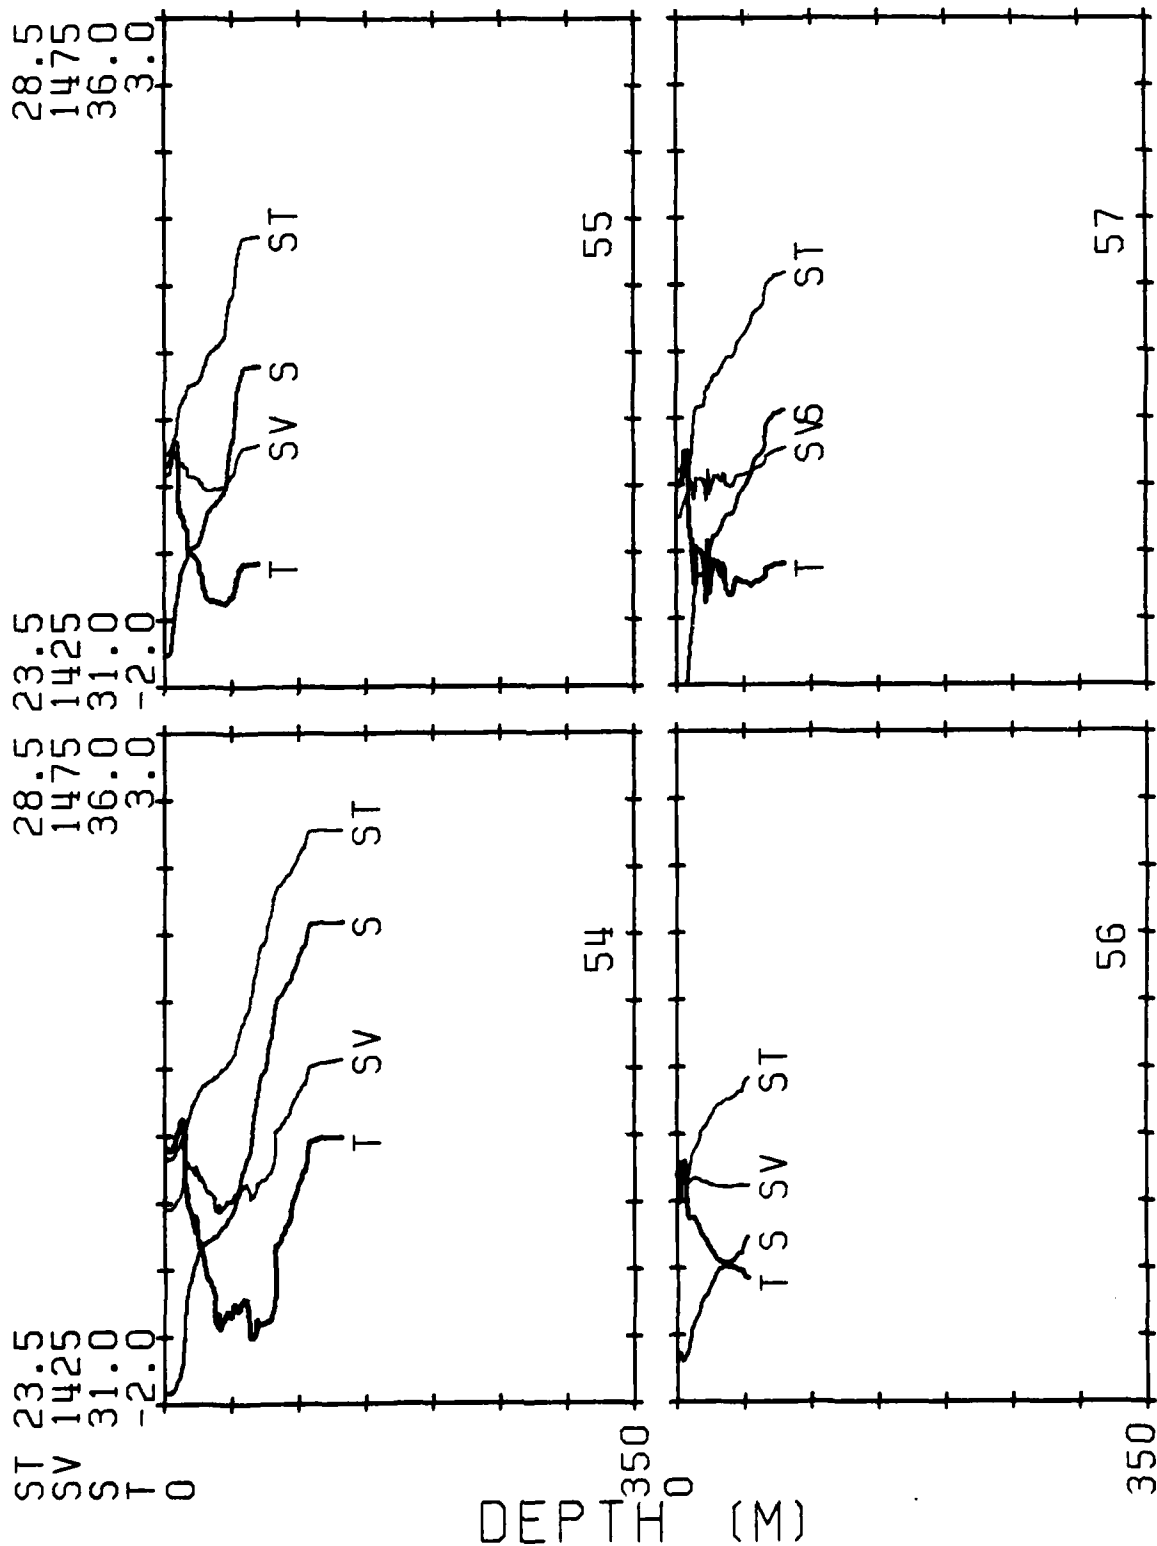 ST 23.5 28.5 23.5 28.5
SV 1425 1475 1425 1475
S 31.0 36.0 31.0 36.0
T -2.0 3.0 -2.0 3.0
0
T SV S ST
54
T SV S ST
55
350
DEPTH (M)
0
T S SV ST
56
T SV S ST
57
350